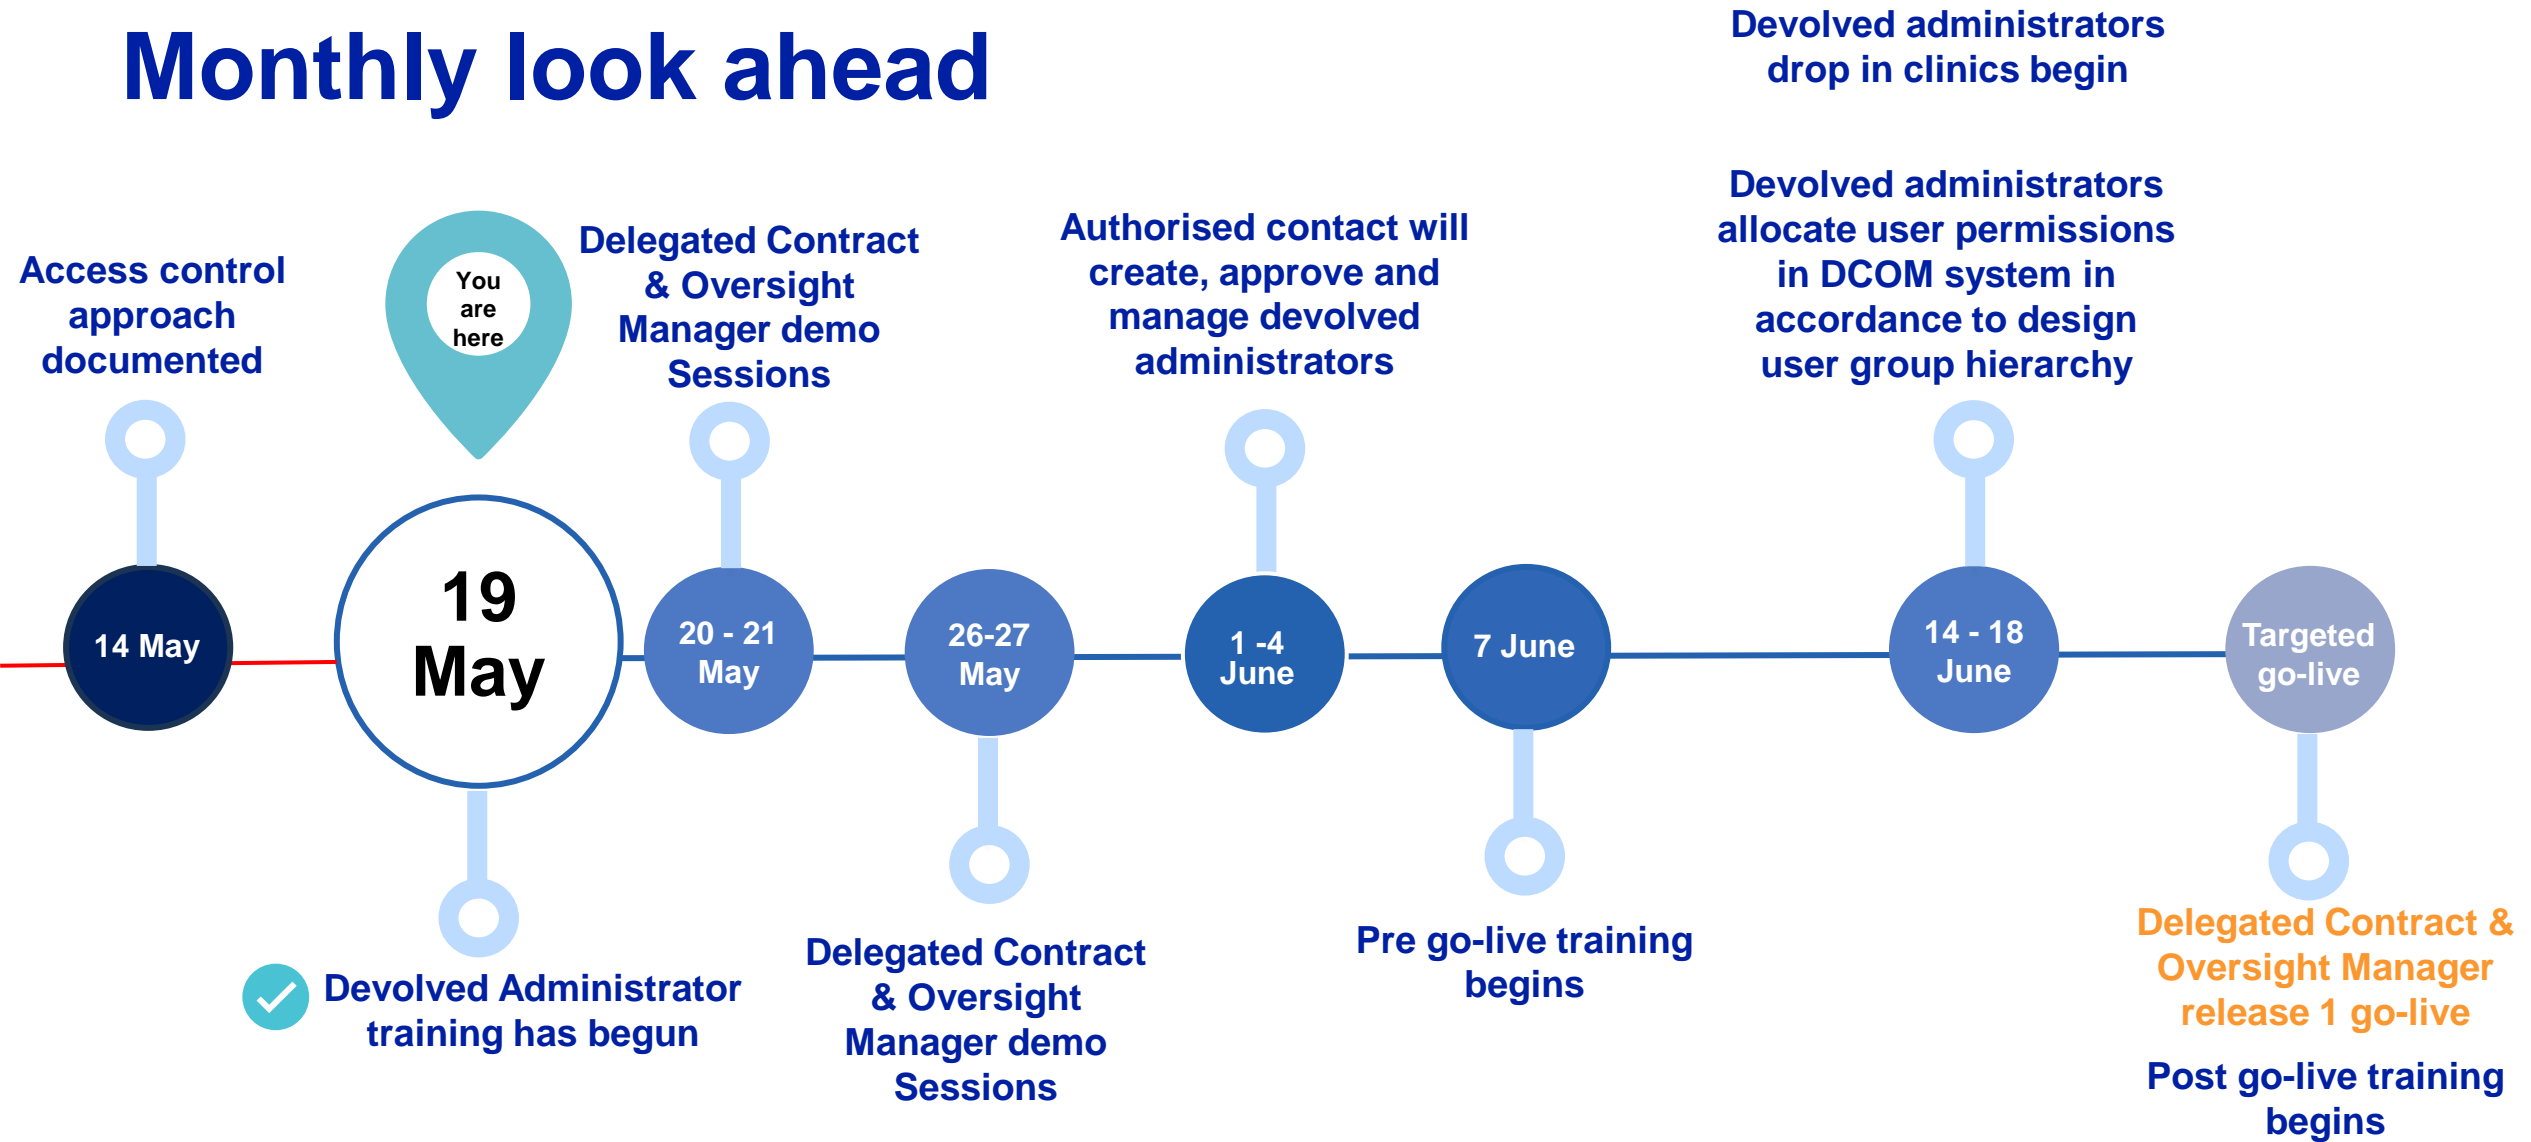 Monthly look ahead
Access control
approach
documented
14 May
You
are
here
19
May
Devolved Administrator
training has begun
Delegated Contract
& Oversight
Manager demo
Sessions
20 - 21
May
26-27
May
Delegated Contract
& Oversight
Manager demo
Sessions
Authorised contact will
create, approve and
manage devolved
administrators
1 -4
June
7 June
Pre go-live training
begins
Devolved administrators
drop in clinics begin
Devolved administrators
allocate user permissions
in DCOM system in
accordance to design
user group hierarchy
14 - 18
June
Targeted
go-live
Delegated Contract &
Oversight Manager
release 1 go-live
Post go-live training
begins